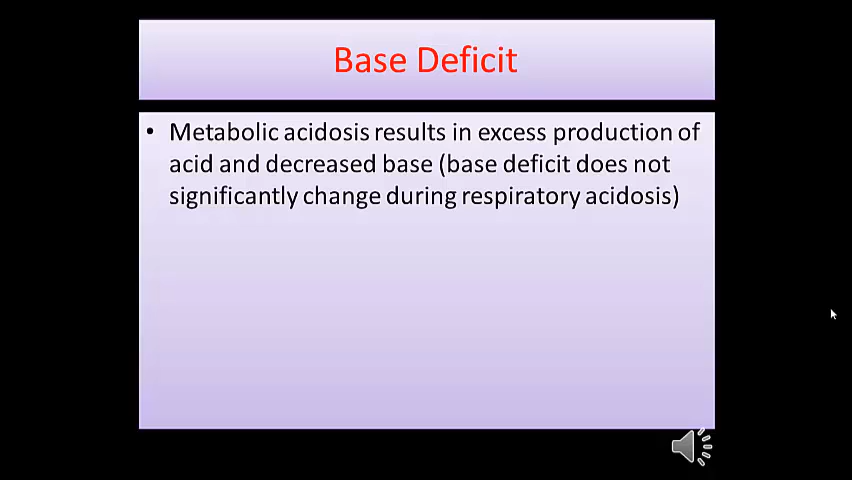 Base Deficit
• Metabolic acidosis results in excess production of
acid and decreased base (base deficit does not
significantly change during respiratory acidosis)